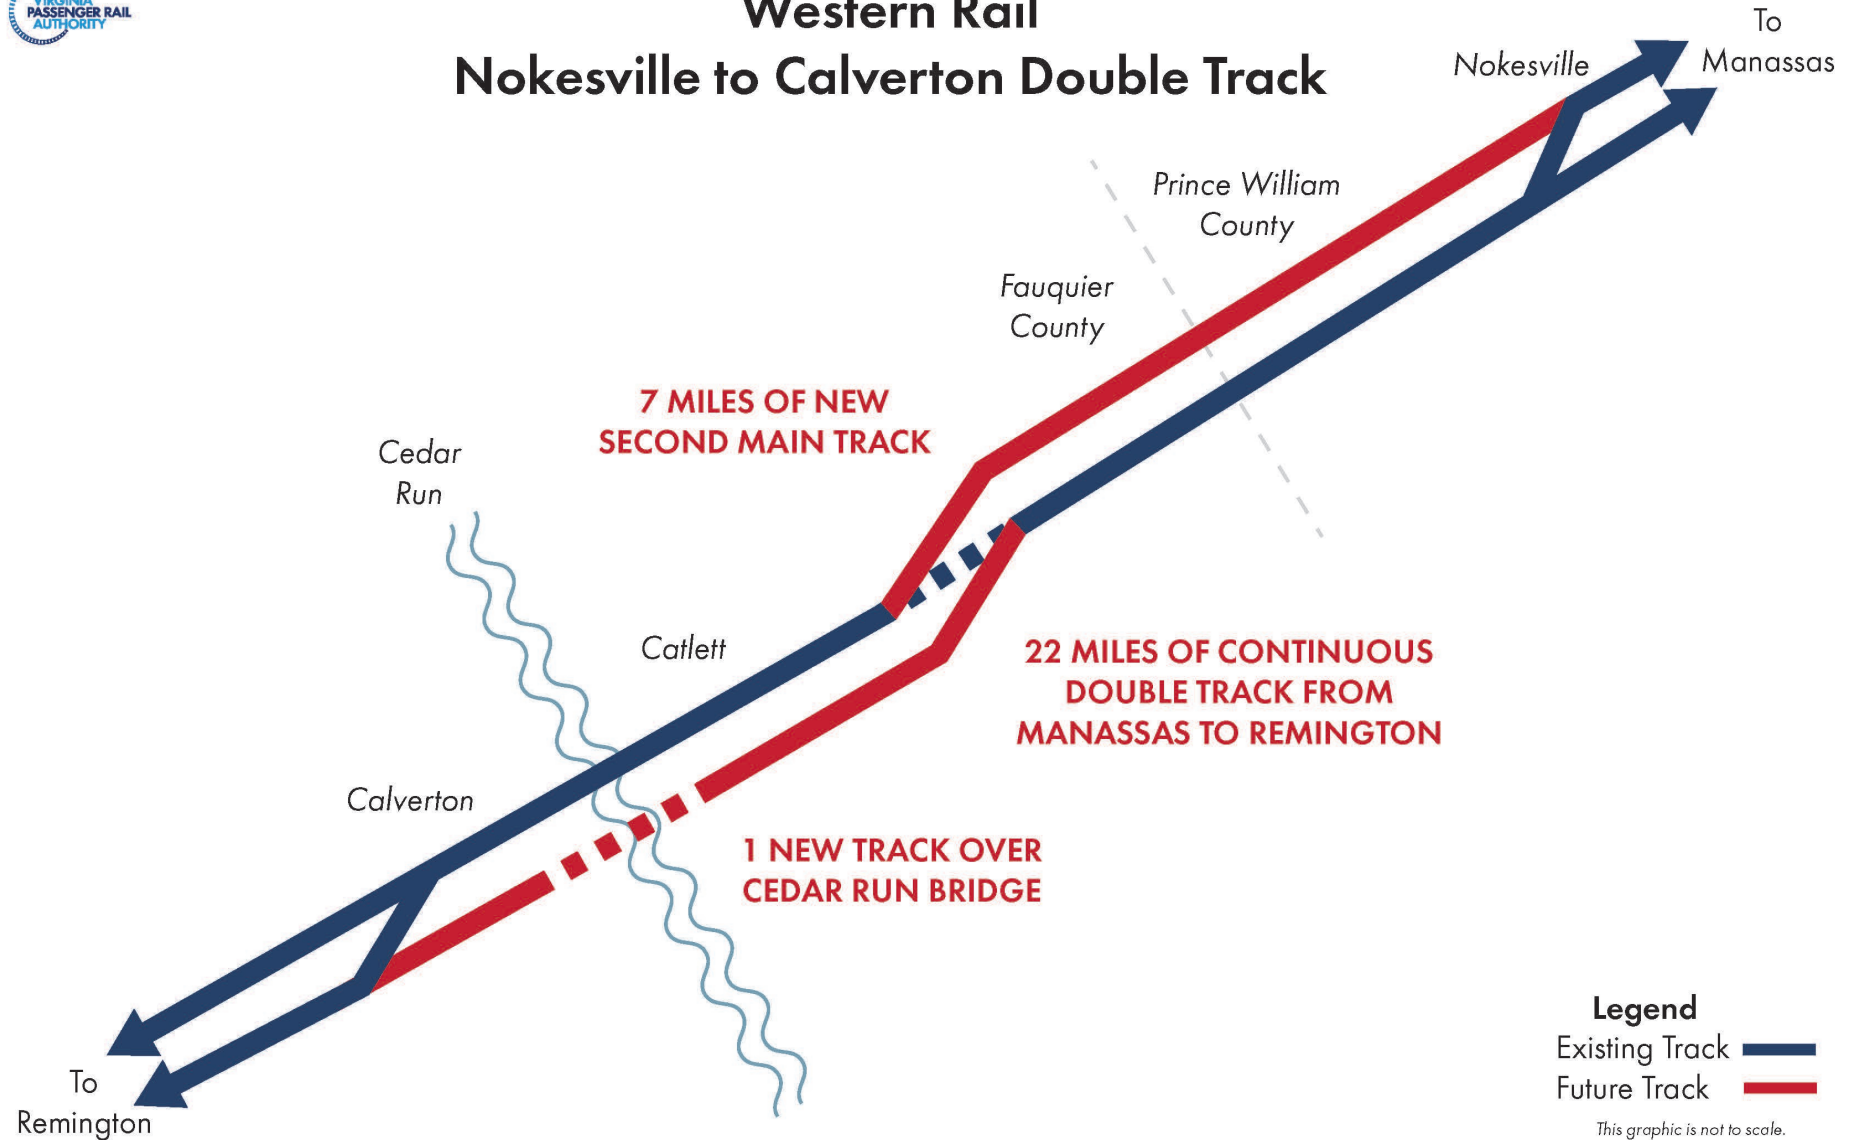 VIRGINIA
PASSENGER RAIL
AUTHORITY
Western Rail
Nokesville to Calverton Double Track
To
Manassas
Nokesville
Prince William
County
Fauquier
County
7 MILES OF NEW
SECOND MAIN TRACK
Cedar
Run
Catlett
22 MILES OF CONTINUOUS
DOUBLE TRACK FROM
MANASSAS TO REMINGTON
Calverton
1 NEW TRACK OVER
CEDAR RUN BRIDGE
To
Remington
Legend
Existing Track
Future Track
This graphic is not to scale.